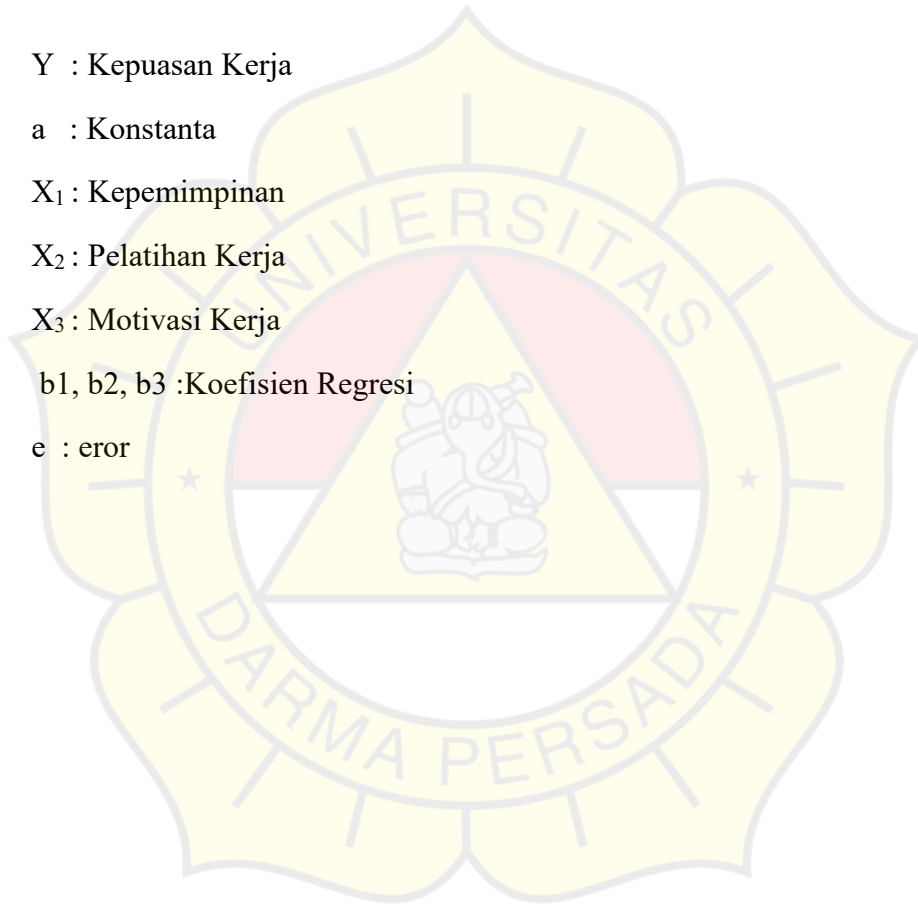 Y : Kepuasan Kerja
a : Konstanta
X₁ : Kepemimpinan
X₂ : Pelatihan Kerja
X₃ : Motivasi Kerja
b1, b2, b3 :Koefisien Regresi
e : eror
UNIVERSITAS
DARMA PERSADA